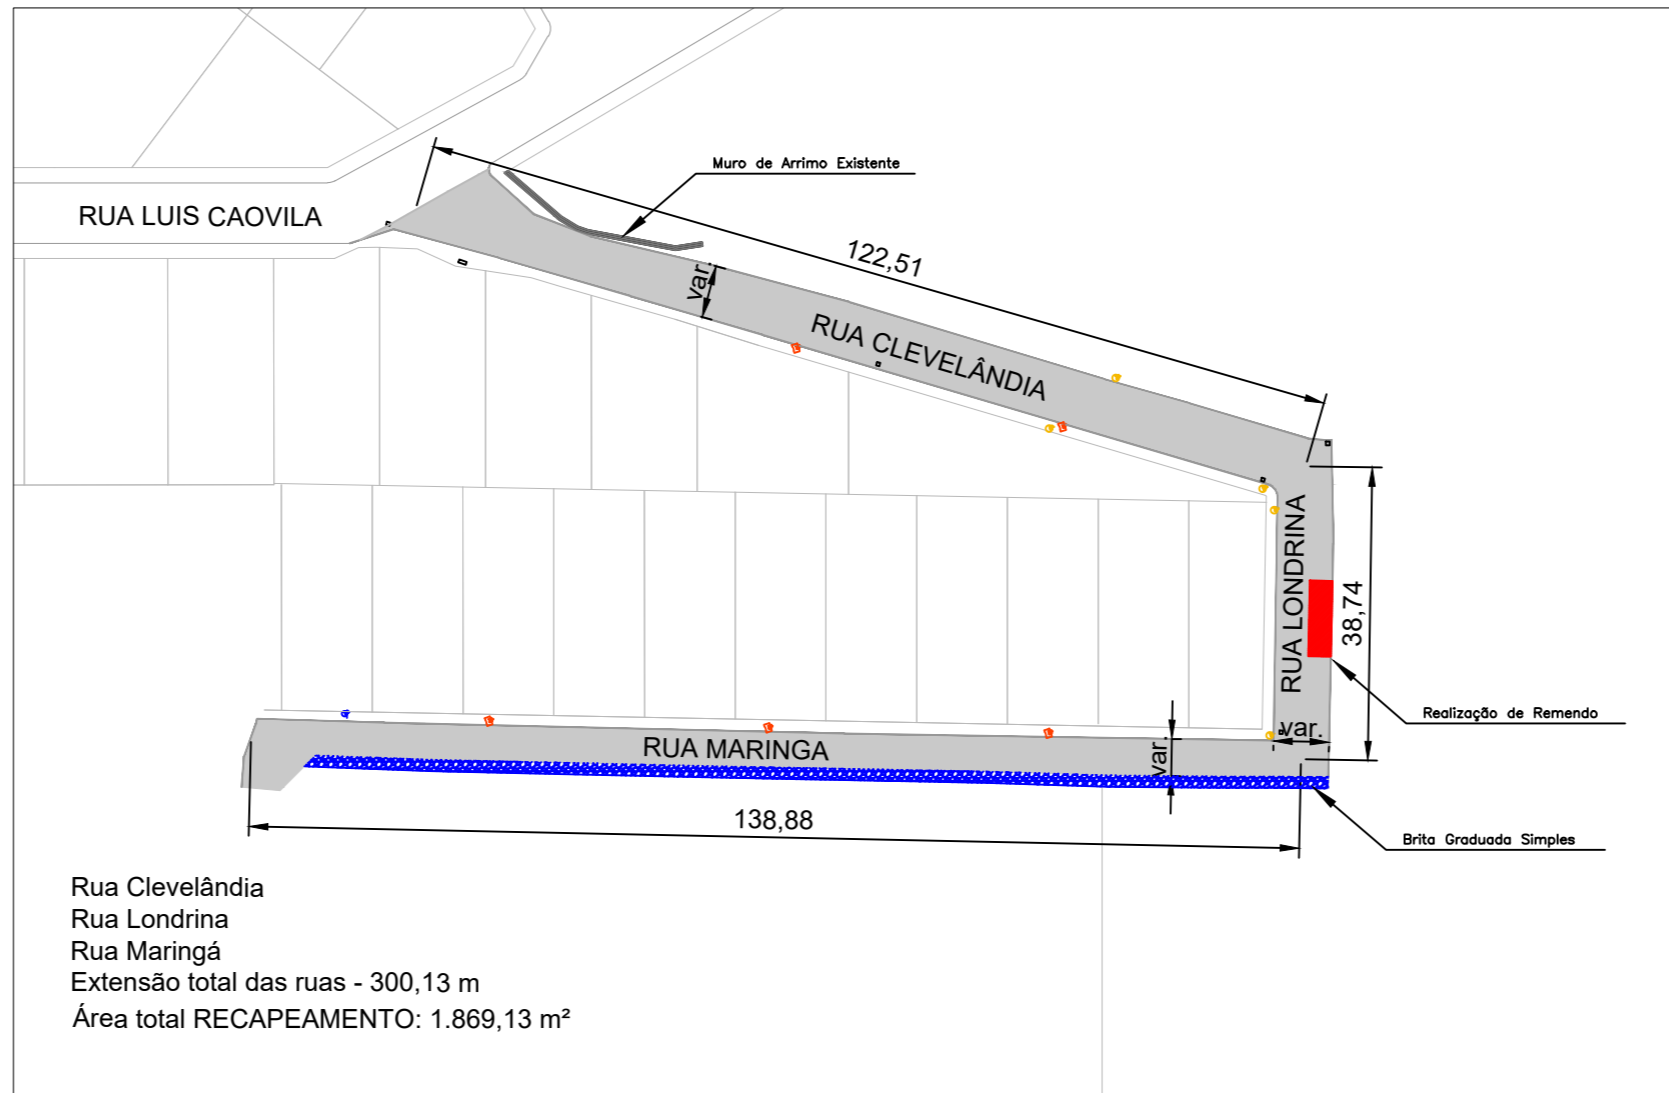 Muro de Arrimo Existente
RUA LUIS CAOVILA
122,51
var.
RUA CLEVELÂNDIA
RUA LONDRINA
38,74
Realização de Remendo
var.
var.
RUA MARINGA
138,88
Brita Graduada Simples
Rua Clevelândia
Rua Londrina
Rua Maringá
Extensão total das ruas - 300,13 m
Área total RECAPEAMENTO: 1.869,13 m²